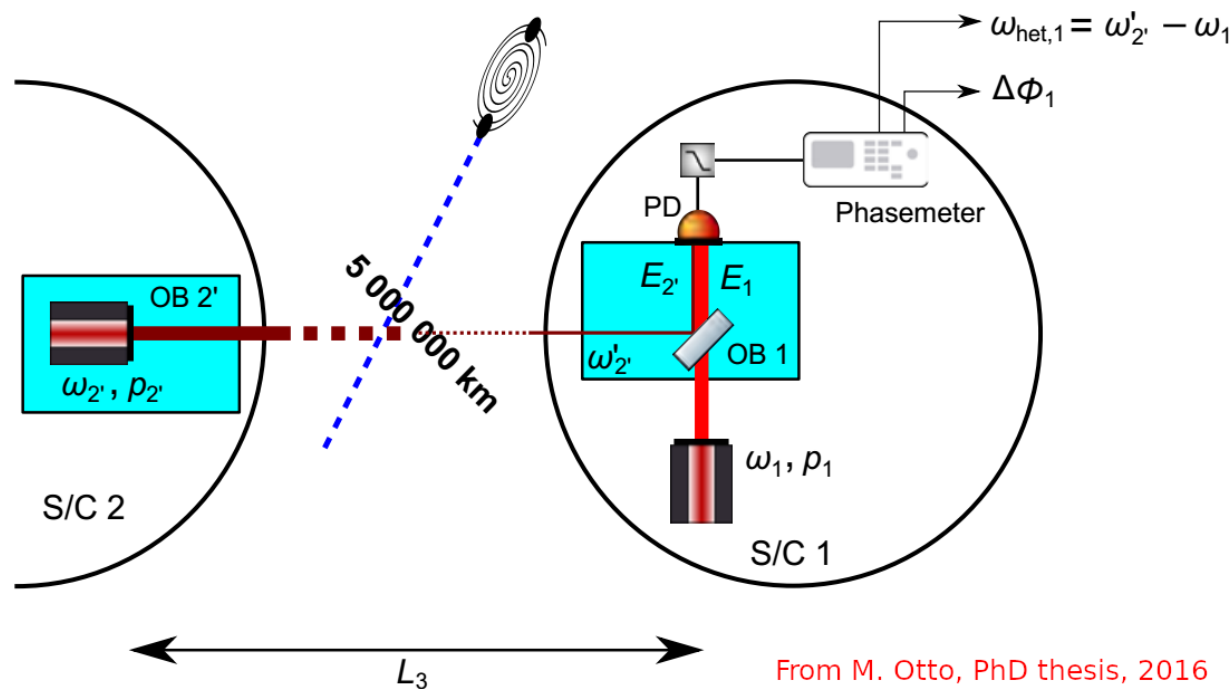 ω_het,1 = ω'_2' − ω_1
ΔΦ_1
Phasemeter
PD
E_2' E_1
OB 2'
5 000 000 km
ω'_2'
OB 1
ω_2', p_2'
ω_1, p_1
S/C 2
S/C 1
L_3
From M. Otto, PhD thesis, 2016